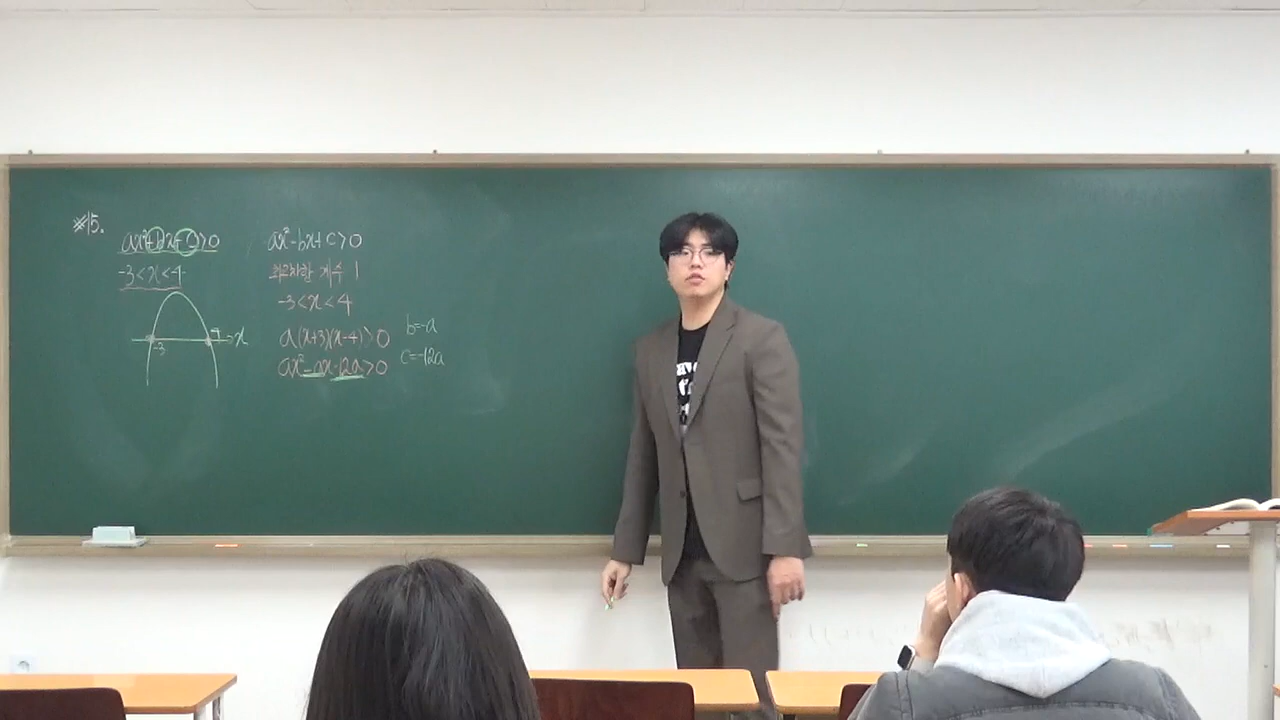 ※15.
ax²+bx+c>0
-3<x<4
-3
4
x
ax²-bx+c>0
최고차항 계수 1
-3<x<4
a(x+3)(x-4)>0
ax²-ax-12a>0
b=-a
c=-12a